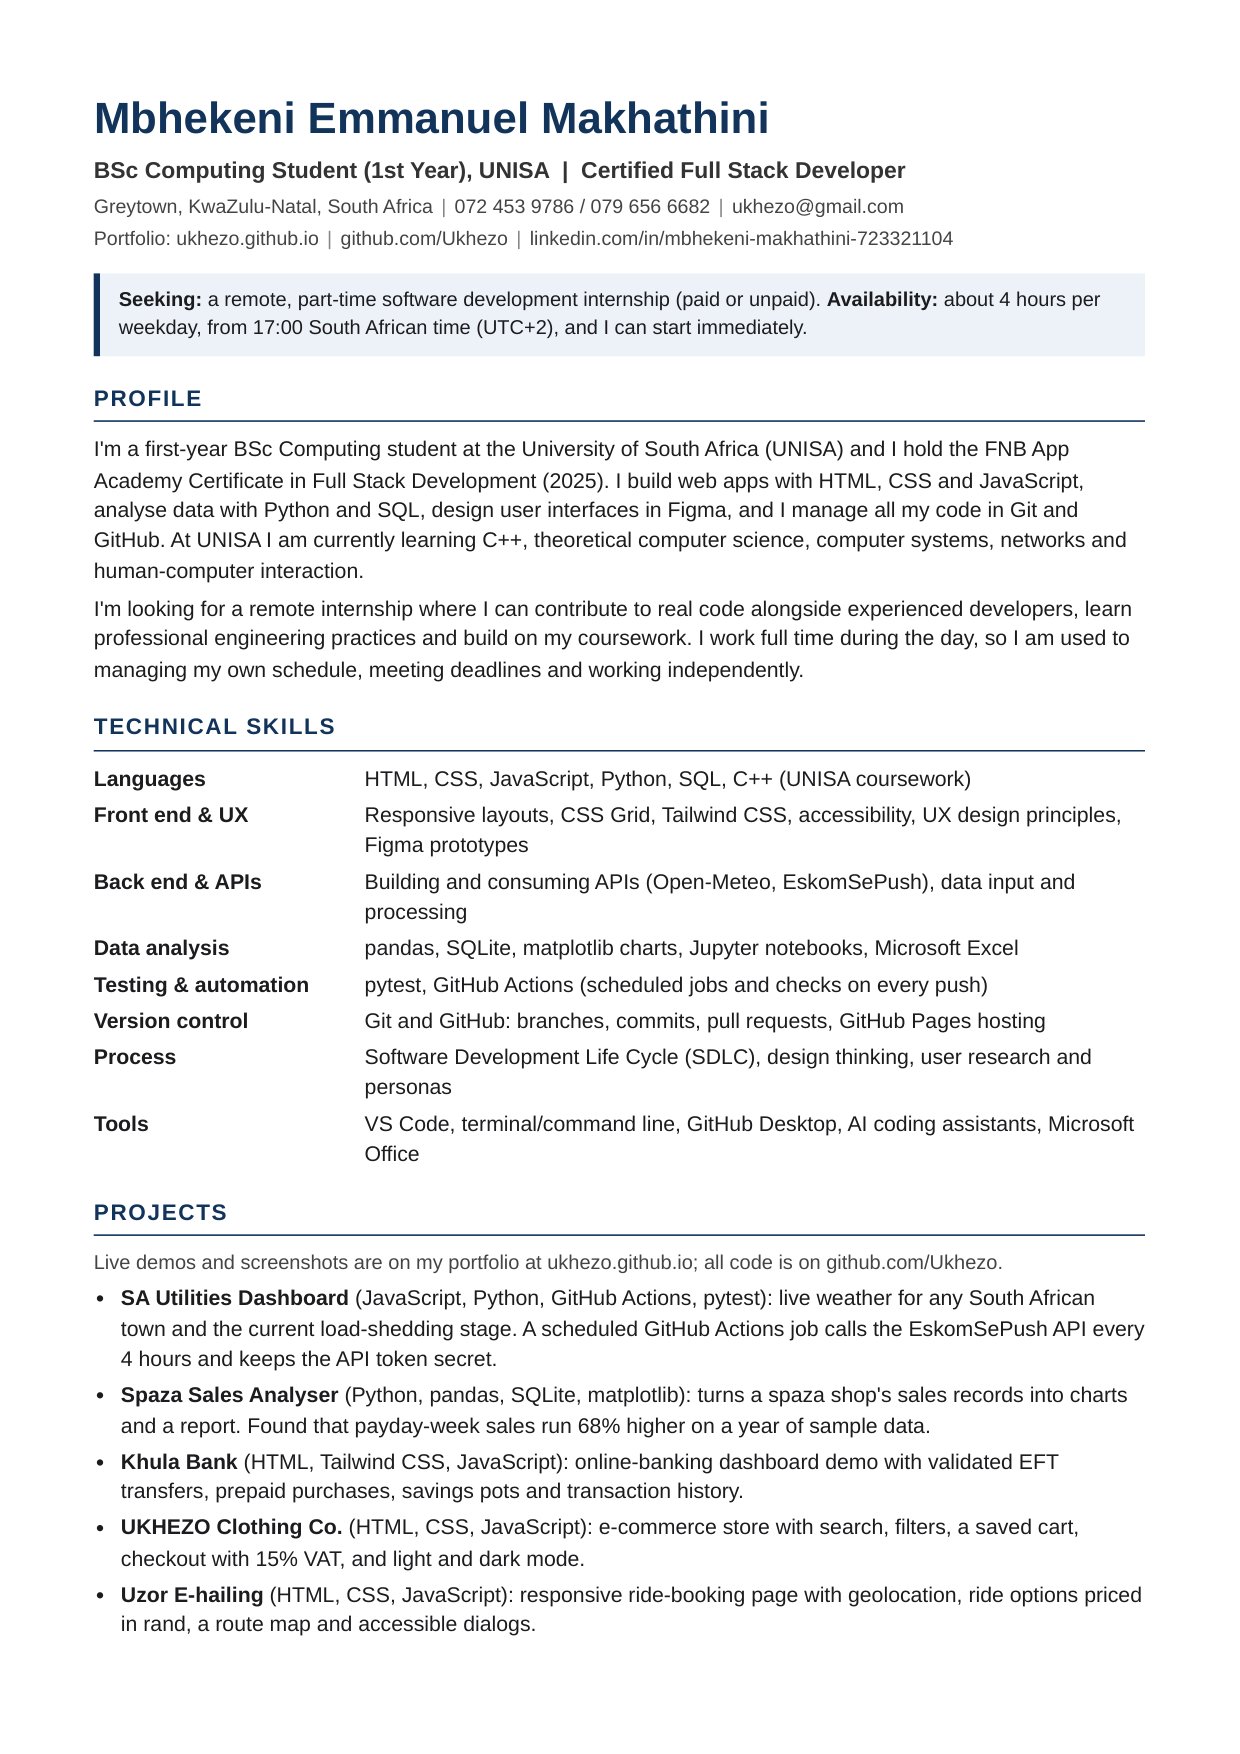 Mbhekeni Emmanuel Makhathini
BSc Computing Student (1st Year), UNISA | Certified Full Stack Developer
Greytown, KwaZulu-Natal, South Africa | 072 453 9786 / 079 656 6682 | ukhezo@gmail.com
Portfolio: ukhezo.github.io | github.com/Ukhezo | linkedin.com/in/mbhekeni-makhathini-723321104
Seeking: a remote, part-time software development internship (paid or unpaid). Availability: about 4 hours per
weekday, from 17:00 South African time (UTC+2), and I can start immediately.
PROFILE
I'm a first-year BSc Computing student at the University of South Africa (UNISA) and I hold the FNB App
Academy Certificate in Full Stack Development (2025). I build web apps with HTML, CSS and JavaScript,
analyse data with Python and SQL, design user interfaces in Figma, and I manage all my code in Git and
GitHub. At UNISA I am currently learning C++, theoretical computer science, computer systems, networks and
human-computer interaction.
I'm looking for a remote internship where I can contribute to real code alongside experienced developers, learn
professional engineering practices and build on my coursework. I work full time during the day, so I am used to
managing my own schedule, meeting deadlines and working independently.
TECHNICAL SKILLS
Languages HTML, CSS, JavaScript, Python, SQL, C++ (UNISA coursework)
Front end & UX Responsive layouts, CSS Grid, Tailwind CSS, accessibility, UX design principles,
Figma prototypes
Back end & APIs Building and consuming APIs (Open-Meteo, EskomSePush), data input and
processing
Data analysis pandas, SQLite, matplotlib charts, Jupyter notebooks, Microsoft Excel
Testing & automation pytest, GitHub Actions (scheduled jobs and checks on every push)
Version control Git and GitHub: branches, commits, pull requests, GitHub Pages hosting
Process Software Development Life Cycle (SDLC), design thinking, user research and
personas
Tools VS Code, terminal/command line, GitHub Desktop, AI coding assistants, Microsoft
Office
PROJECTS
Live demos and screenshots are on my portfolio at ukhezo.github.io; all code is on github.com/Ukhezo.
• SA Utilities Dashboard (JavaScript, Python, GitHub Actions, pytest): live weather for any South African
town and the current load-shedding stage. A scheduled GitHub Actions job calls the EskomSePush API every
4 hours and keeps the API token secret.
• Spaza Sales Analyser (Python, pandas, SQLite, matplotlib): turns a spaza shop's sales records into charts
and a report. Found that payday-week sales run 68% higher on a year of sample data.
• Khula Bank (HTML, Tailwind CSS, JavaScript): online-banking dashboard demo with validated EFT
transfers, prepaid purchases, savings pots and transaction history.
• UKHEZO Clothing Co. (HTML, CSS, JavaScript): e-commerce store with search, filters, a saved cart,
checkout with 15% VAT, and light and dark mode.
• Uzor E-hailing (HTML, CSS, JavaScript): responsive ride-booking page with geolocation, ride options priced
in rand, a route map and accessible dialogs.